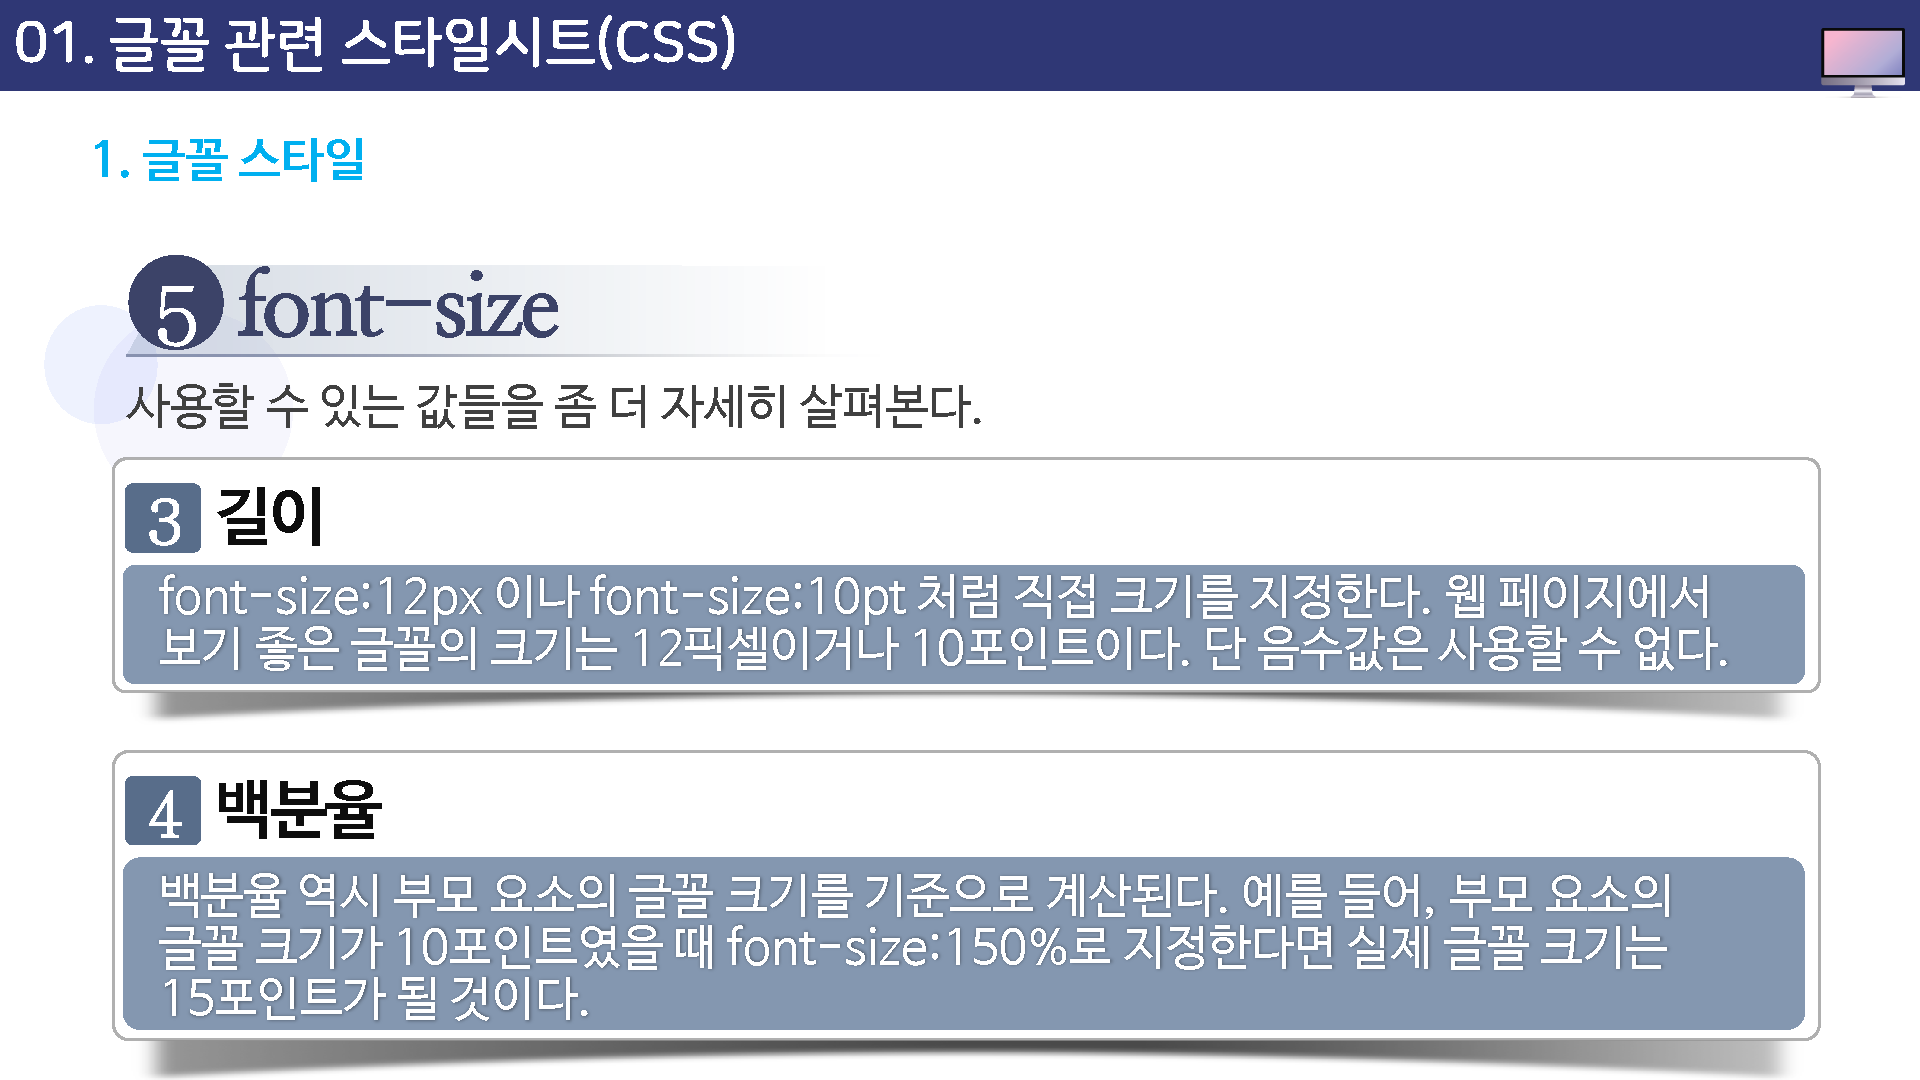 01. 글꼴 관련 스타일시트(CSS)
1. 글꼴 스타일
5 font-size
사용할 수 있는 값들을 좀 더 자세히 살펴본다.
3 길이
font-size:12px 이나 font-size:10pt 처럼 직접 크기를 지정한다. 웹 페이지에서
보기 좋은 글꼴의 크기는 12픽셀이거나 10포인트이다. 단 음수값은 사용할 수 없다.
4 백분율
백분율 역시 부모 요소의 글꼴 크기를 기준으로 계산된다. 예를 들어, 부모 요소의
글꼴 크기가 10포인트였을 때 font-size:150%로 지정한다면 실제 글꼴 크기는
15포인트가 될 것이다.